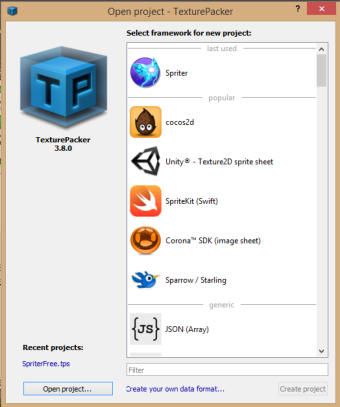 Open project - TexturePacker
?
Select framework for new project:
last used
Spriter
popular
cocos2d
Unity® - Texture2D sprite sheet
SpriteKit (Swift)
Corona™ SDK (image sheet)
Sparrow / Starling
generic
{JS}
JSON (Array)
TP
TexturePacker
3.8.0
Recent projects:
SpriterFree.tps
Filter
Open project...
Create your own data format...
Create project